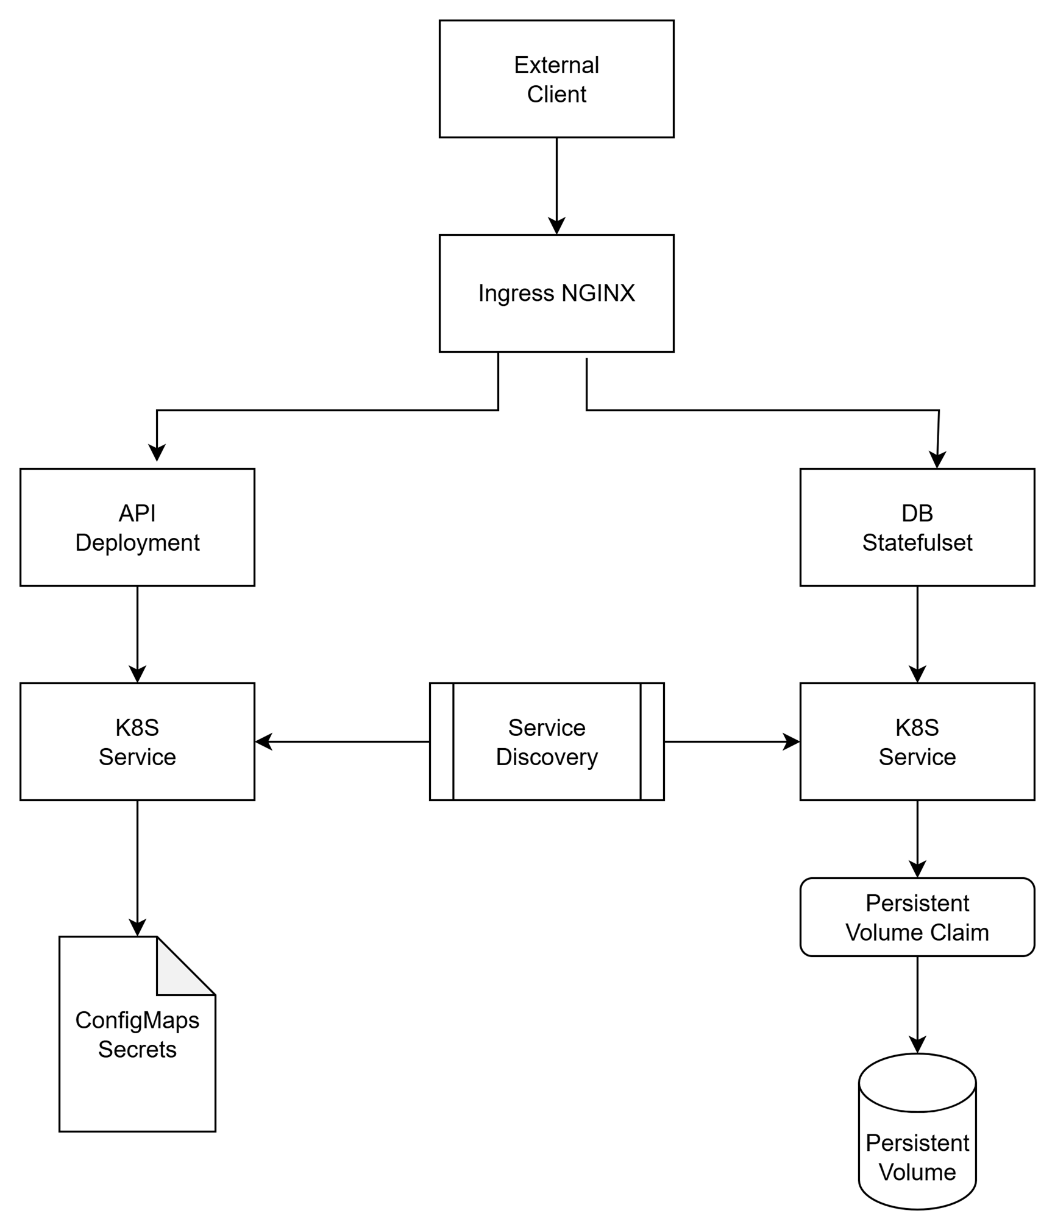 External
Client
Ingress NGINX
API
Deployment
DB
Statefulset
K8S
Service
Service
Discovery
K8S
Service
Persistent
Volume Claim
ConfigMaps
Secrets
Persistent
Volume